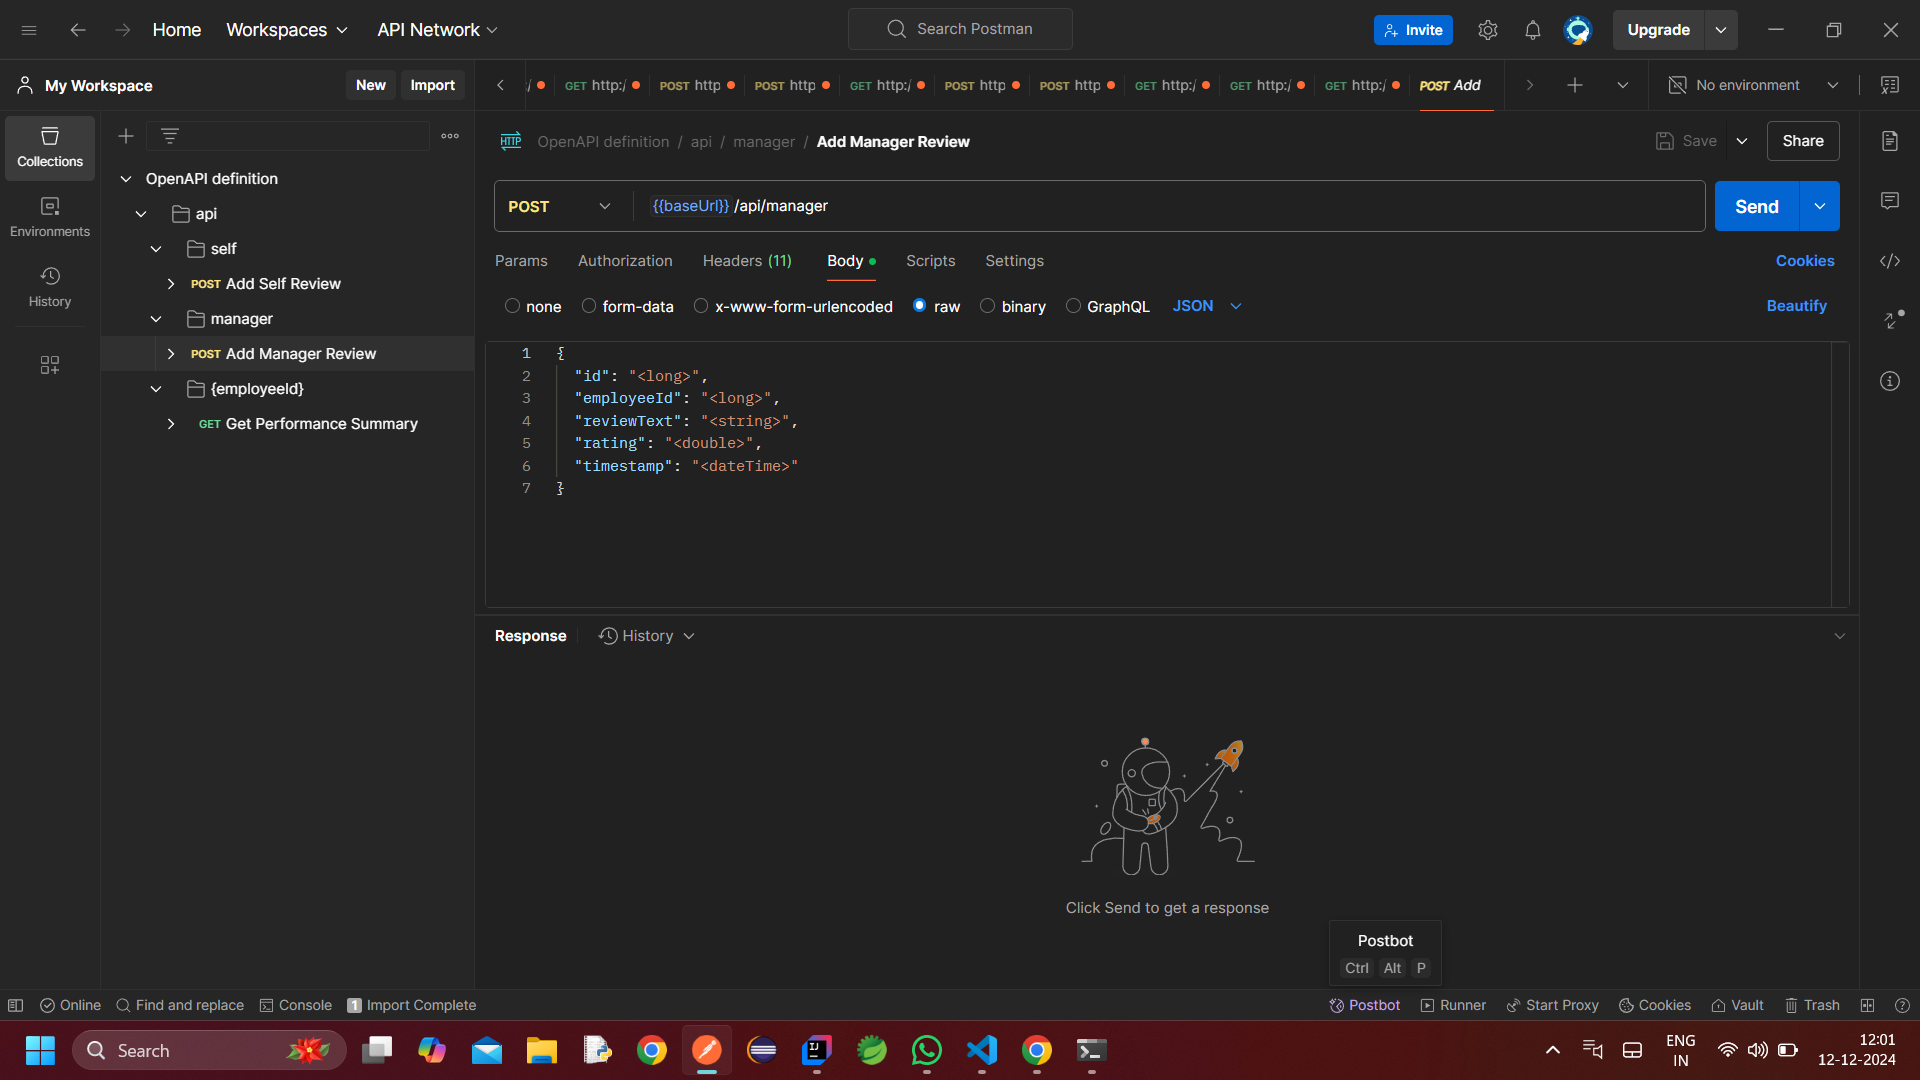 Home
Workspaces
API Network
Search Postman
Invite
Upgrade
My Workspace
New
Import
GET http:/
POST http
POST http
GET http:/
POST http
POST http
GET http:/
GET http:/
GET http:/
POST Add
No environment
Collections
Environments
History
OpenAPI definition
api
self
POST Add Self Review
manager
POST Add Manager Review
{employeeId}
GET Get Performance Summary
HTTP OpenAPI definition / api / manager / Add Manager Review
Save
Share
POST
{{baseUrl}} /api/manager
Send
Params
Authorization
Headers (11)
Body
Scripts
Settings
Cookies
none
form-data
x-www-form-urlencoded
raw
binary
GraphQL
JSON
Beautify
1 {
2 "id": "<long>",
3 "employeeId": "<long>",
4 "reviewText": "<string>",
5 "rating": "<double>",
6 "timestamp": "<dateTime>"
7 }
Response
History
Click Send to get a response
Postbot
Ctrl Alt P
Online
Find and replace
Console
1 Import Complete
Postbot
Runner
Start Proxy
Cookies
Vault
Trash
Search
IJ
ENG
IN
12:01
12-12-2024